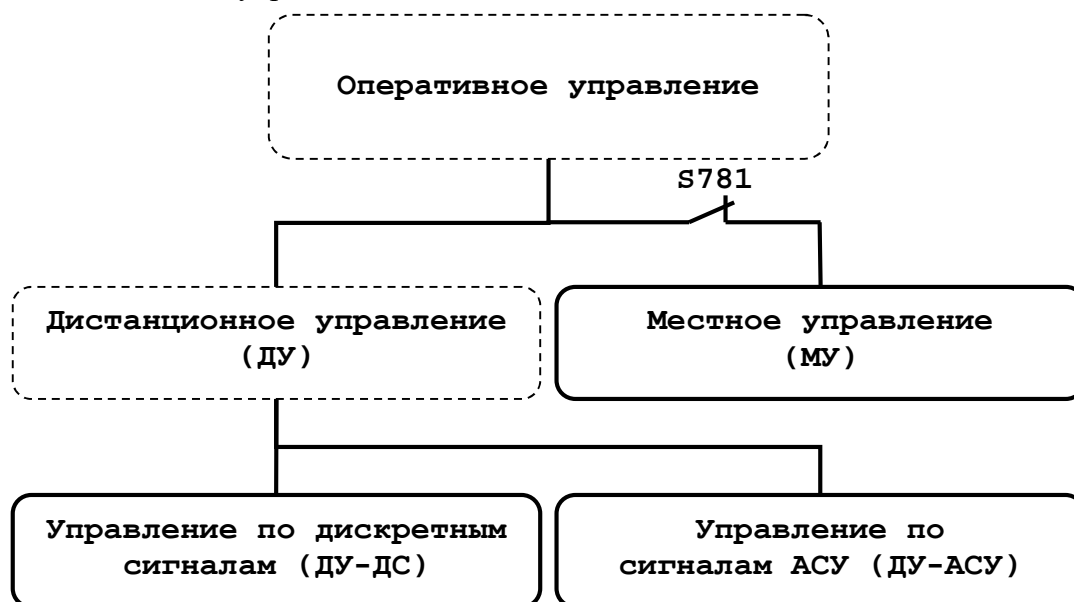 Оперативное управление
S781
Дистанционное управление
(ДУ)
Местное управление
(МУ)
Управление по дискретным
сигналам (ДУ-ДС)
Управление по
сигналам АСУ (ДУ-АСУ)